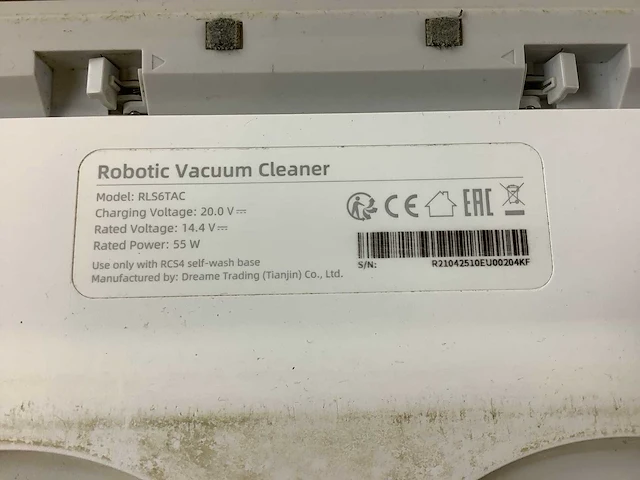 Robotic Vacuum Cleaner
Model: RLS6TAC
Charging Voltage: 20.0 V⎓
Rated Voltage: 14.4 V⎓
Rated Power: 55 W
Use only with RCS4 self-wash base
Manufactured by: Dreame Trading (Tianjin) Co., Ltd.
CE EAC
S/N: R21042510EU00204KF